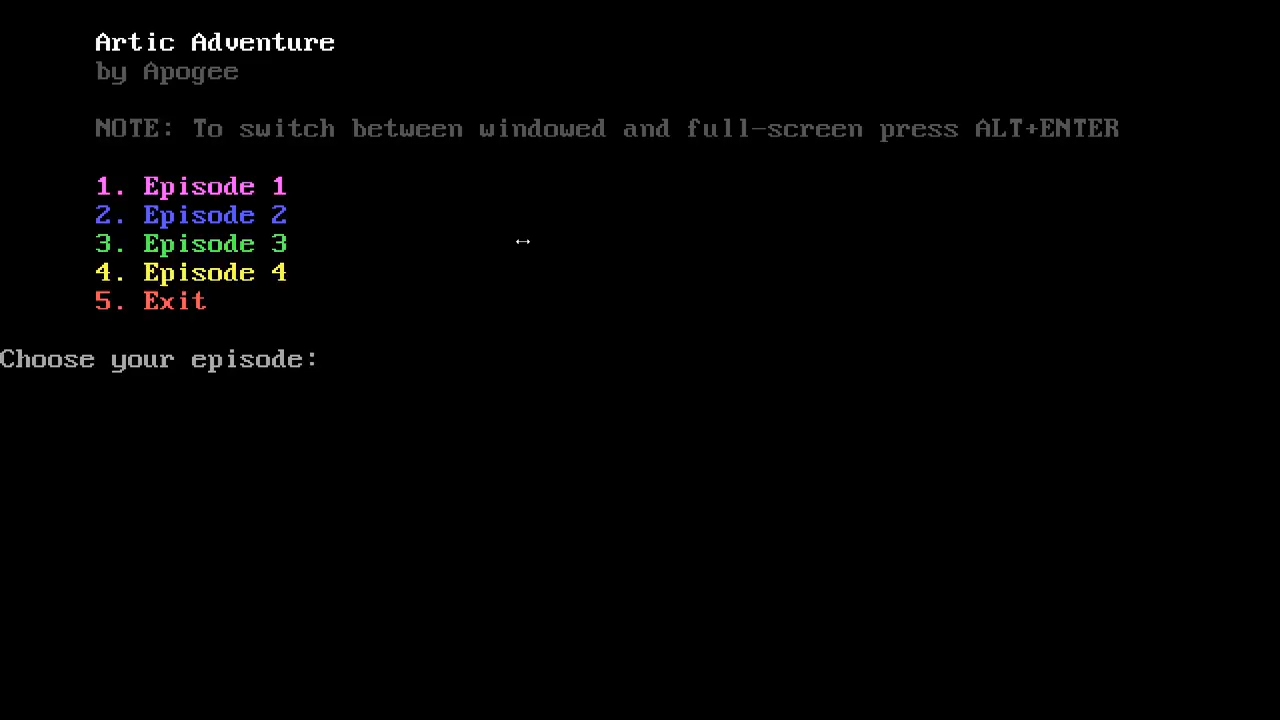 Artic Adventure
by Apogee
NOTE: To switch between windowed and full-screen press ALT+ENTER
1. Episode 1
2. Episode 2
3. Episode 3
4. Episode 4
5. Exit
Choose your episode: